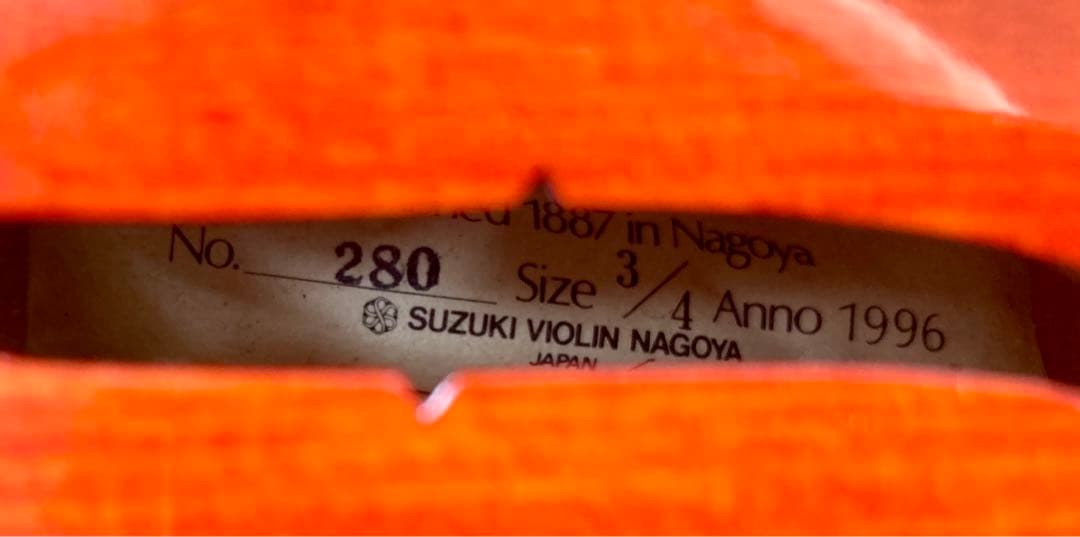 1887 in Nagoya
No. 280 Size 3/4 Anno 1996
SUZUKI VIOLIN NAGOYA
JAPAN